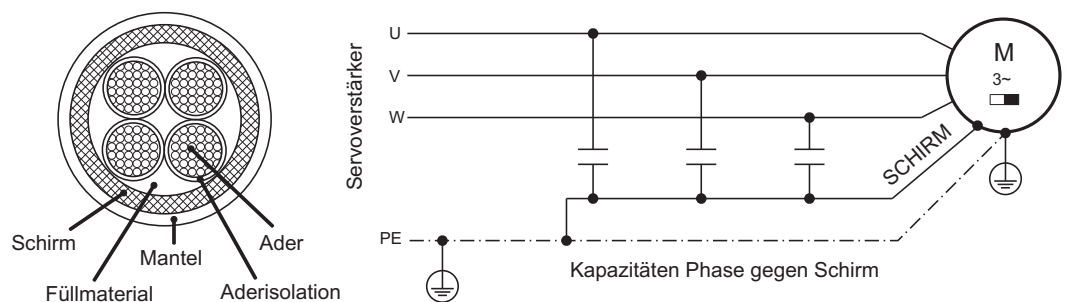 Schirm
Füllmaterial
Mantel
Aderisolation
Ader
Servoverstärker
U
V
W
PE
M
3~
SCHIRM
Kapazitäten Phase gegen Schirm